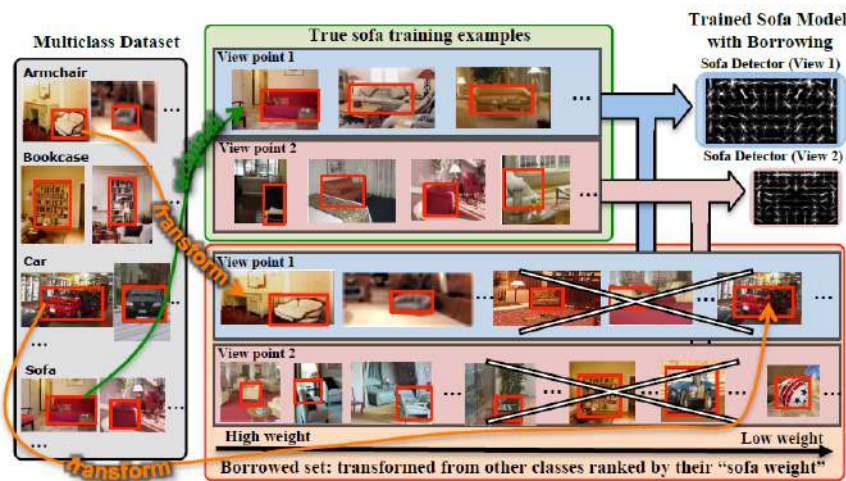 Multiclass Dataset
Armchair
...
Bookcase
...
Car
...
...
Sofa
...
...
True sofa training examples
View point 1
...
View point 2
...
Trained Sofa Model
with Borrowing
Sofa Detector (View 1)
Sofa Detector (View 2)
transform
View point 1
...
...
...
View point 2
...
...
...
High weight
Low weight
Borrowed set: transformed from other classes ranked by their “sofa weight”
transform